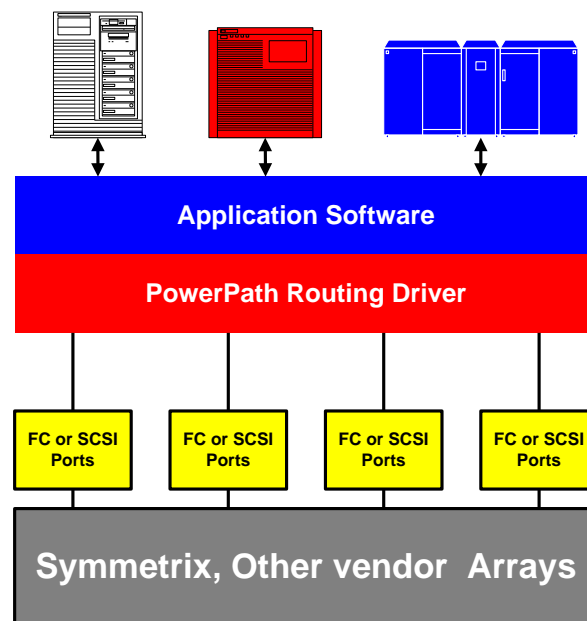 Application Software
PowerPath Routing Driver
FC or SCSI
Ports
FC or SCSI
Ports
FC or SCSI
Ports
FC or SCSI
Ports
Symmetrix, Other vendor  Arrays